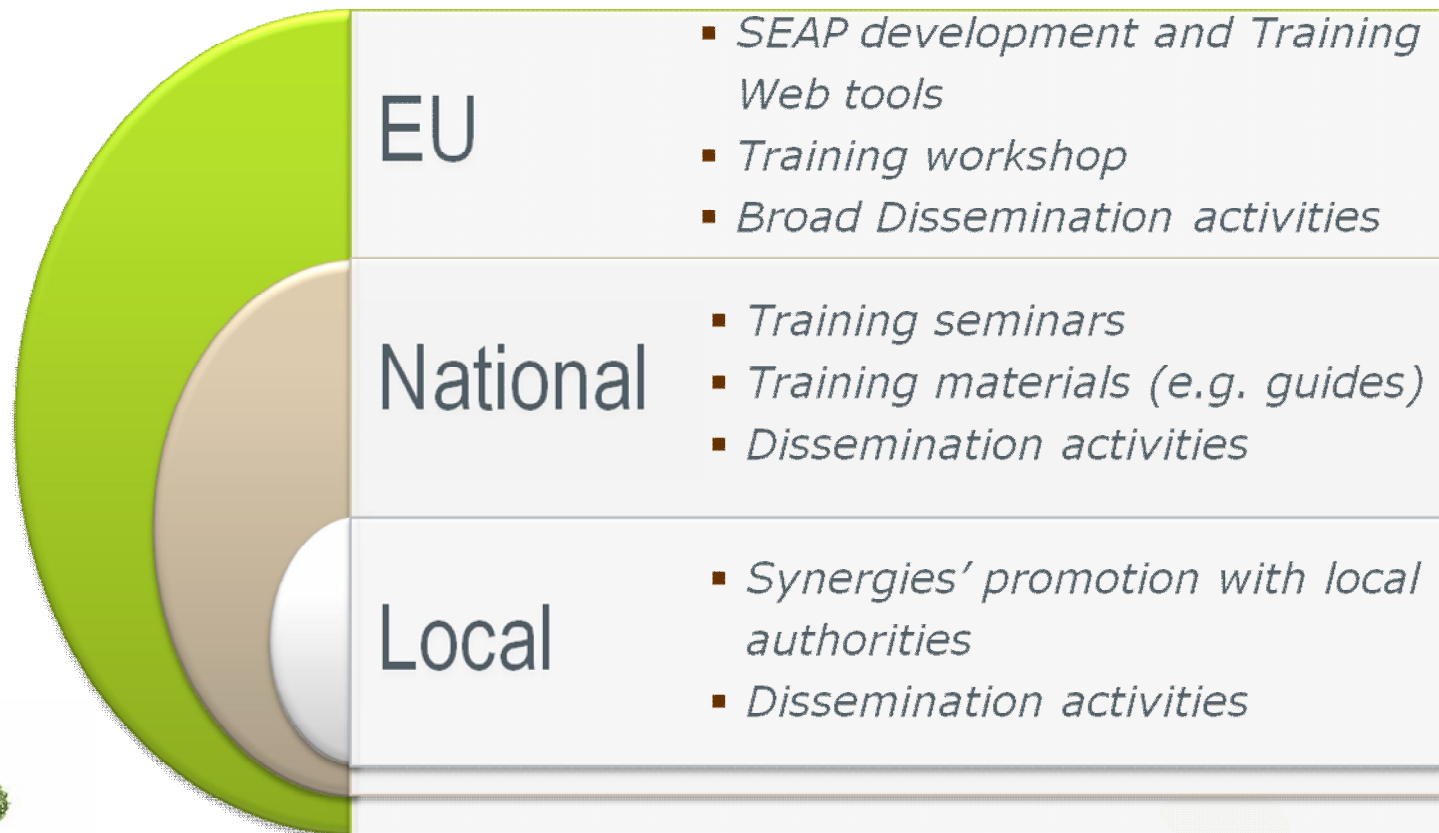 EU
▪ SEAP development and Training
Web tools
▪ Training workshop
▪ Broad Dissemination activities
National
▪ Training seminars
▪ Training materials (e.g. guides)
▪ Dissemination activities
Local
▪ Synergies’ promotion with local
authorities
▪ Dissemination activities